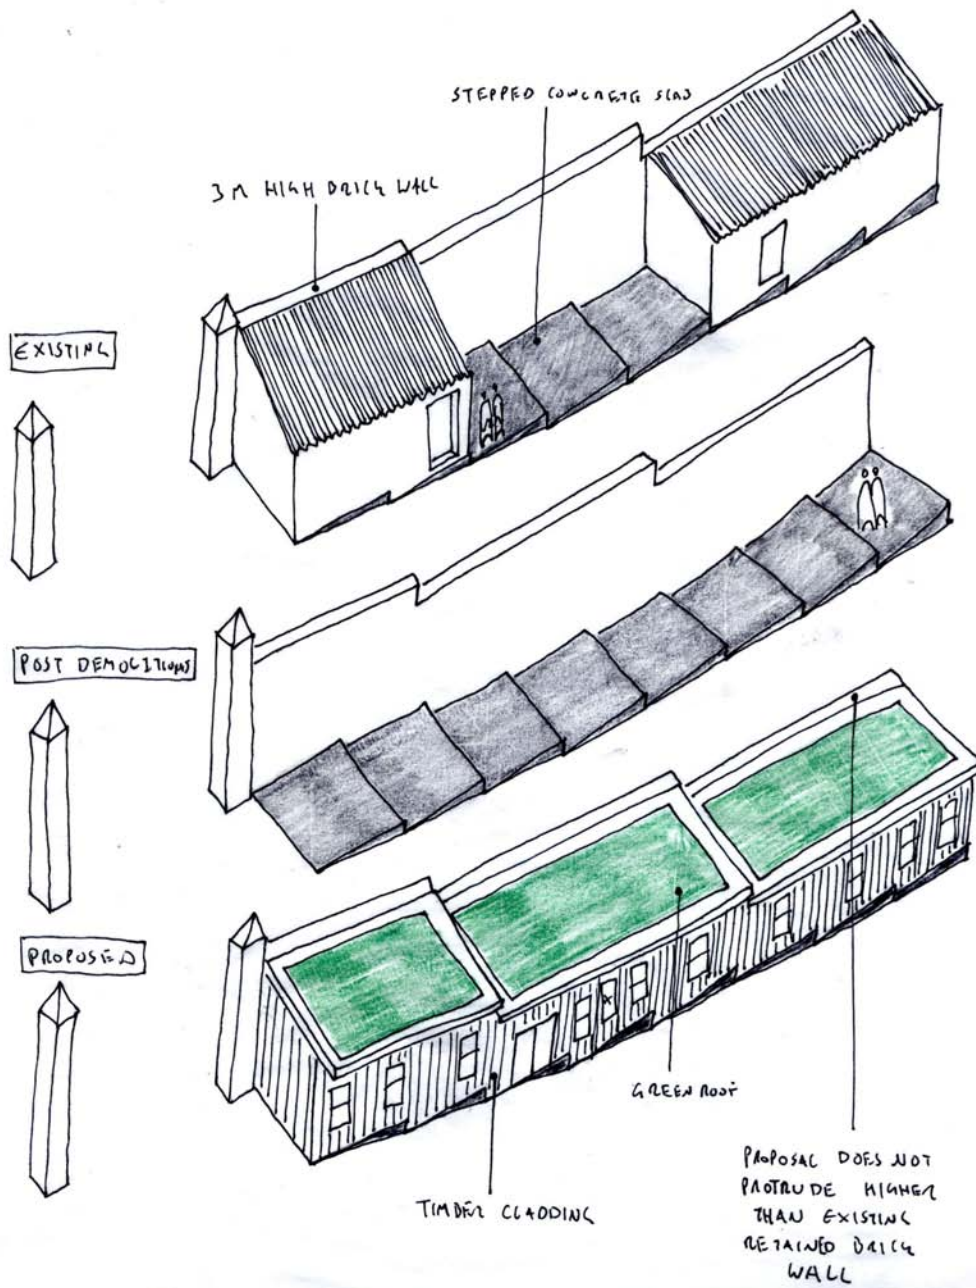 STEPPED CONCRETE SLAB
3M HIGH BRICK WALL
EXISTING
POST DEMOLITIONS
PROPOSED
GREEN ROOF
TIMBER CLADDING
PROPOSAL DOES NOT
PROTRUDE HIGHER
THAN EXISTING
RETAINED BRICK
WALL